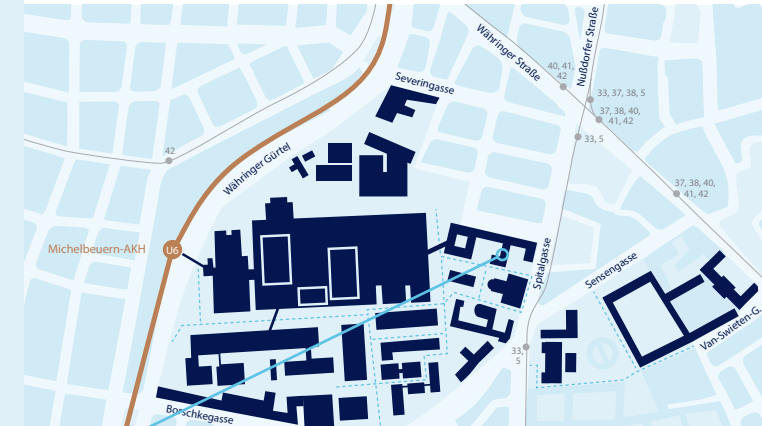 Währinger Straße
Nußdorfer Straße
40, 41,
42
33, 37, 38, 5
37, 38, 40,
41, 42
33, 5
Severingasse
42
Währinger Gürtel
37, 38, 40,
41, 42
Michelbeuern-AKH
U6
Spitalgasse
Sensengasse
Van-Swieten-G.
33,
5
Borschkegasse